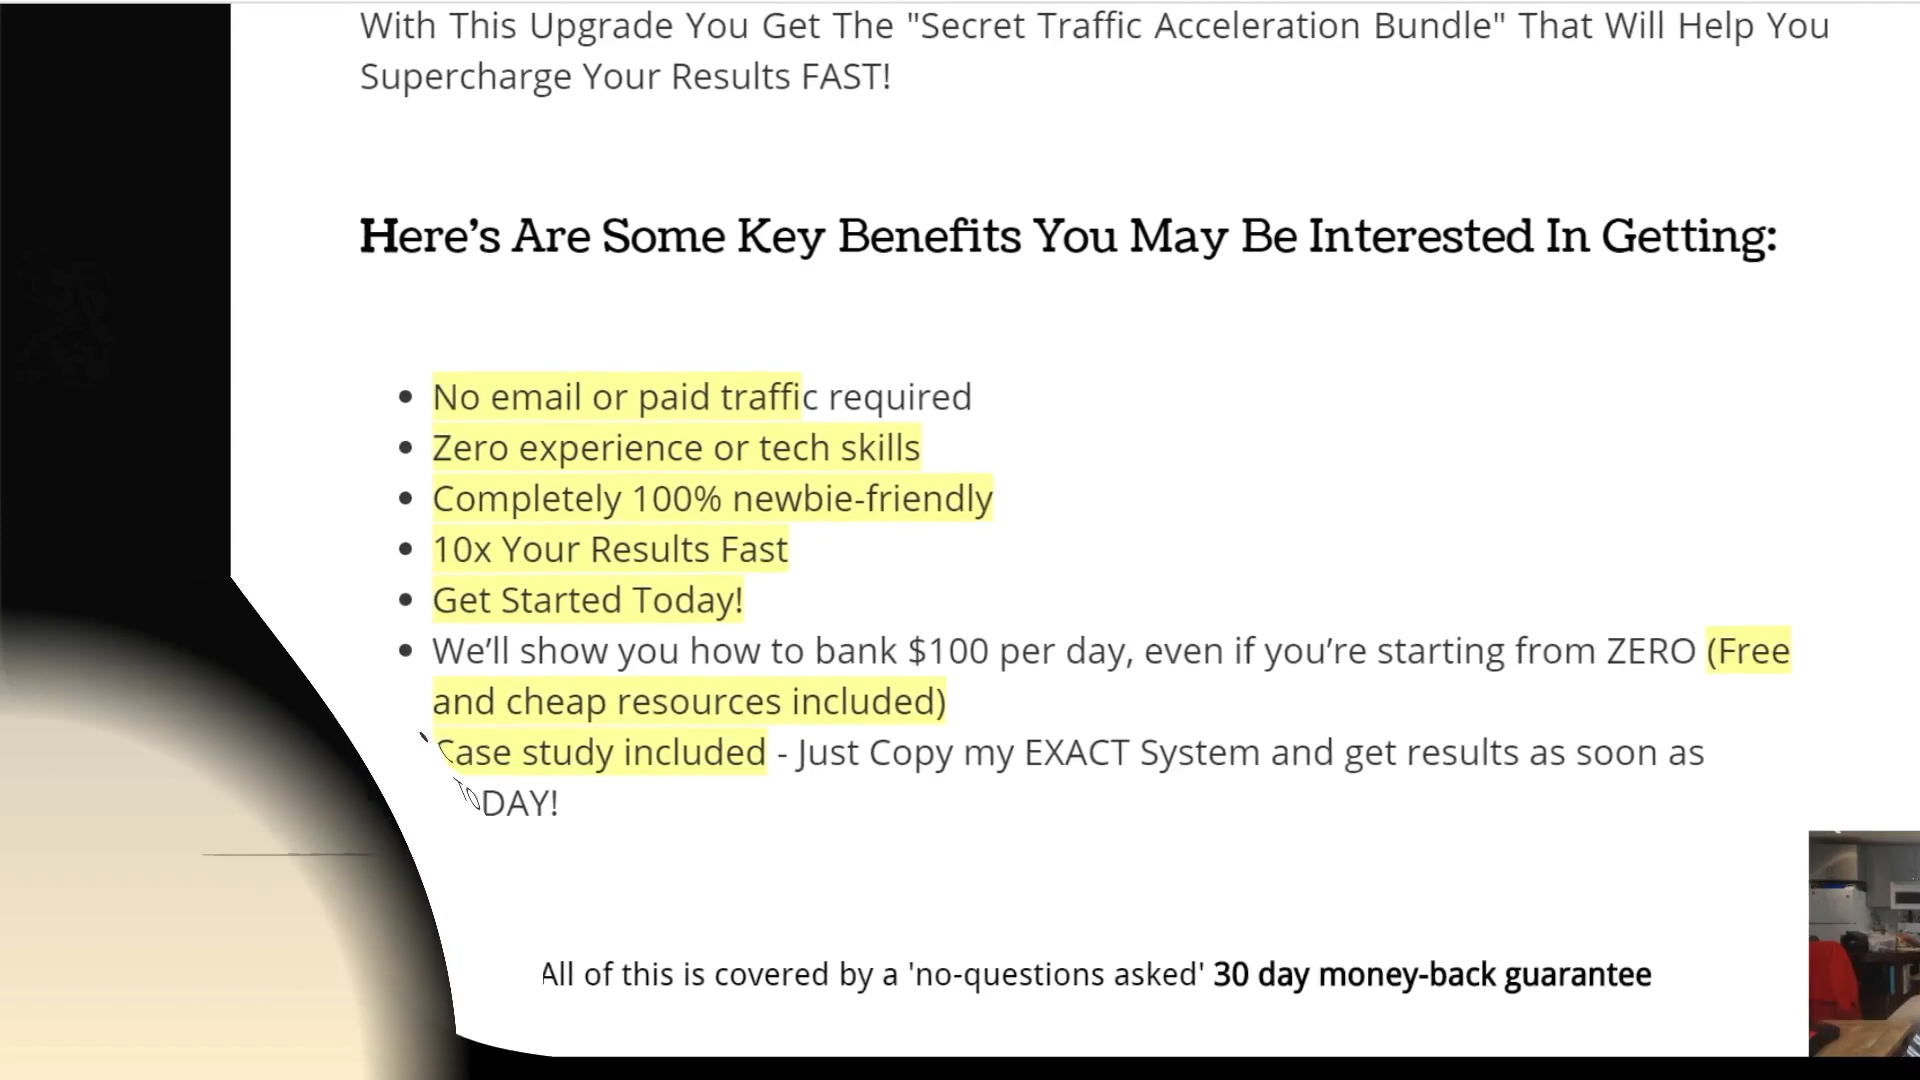 With This Upgrade You Get The "Secret Traffic Acceleration Bundle" That Will Help You
Supercharge Your Results FAST!
Here’s Are Some Key Benefits You May Be Interested In Getting:
No email or paid traffic required
Zero experience or tech skills
Completely 100% newbie-friendly
10x Your Results Fast
Get Started Today!
We’ll show you how to bank $100 per day, even if you’re starting from ZERO (Free
and cheap resources included)
Case study included - Just Copy my EXACT System and get results as soon as
TODAY!
All of this is covered by a 'no-questions asked' 30 day money-back guarantee